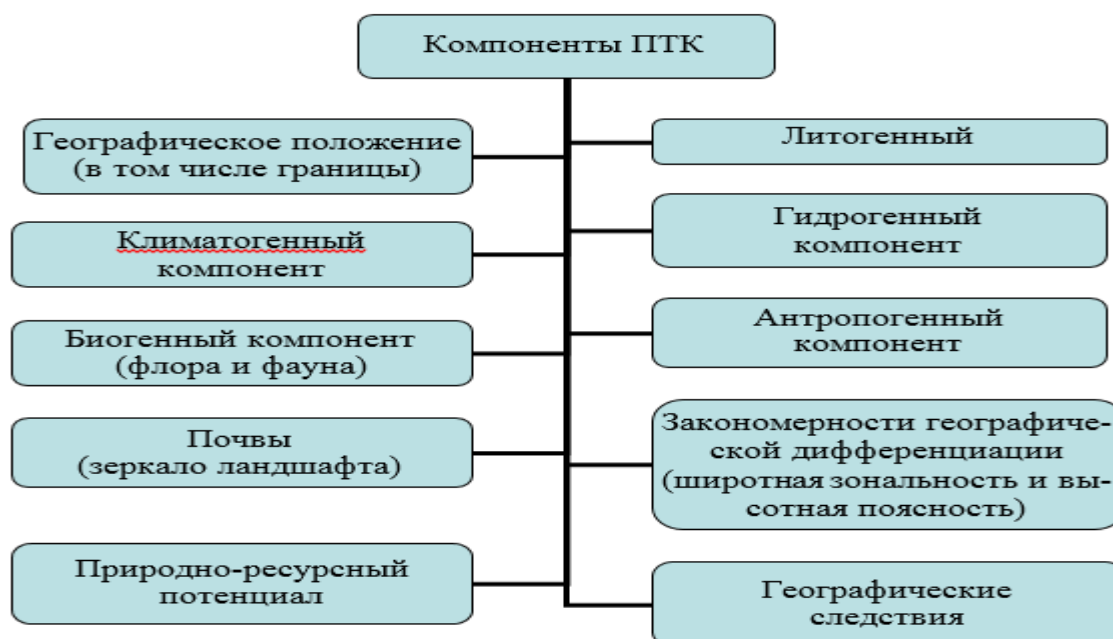 Компоненты ПТК
Географическое положение
(в том числе границы)
Литогенный
Климатогенный
компонент
Гидрогенный
компонент
Биогенный компонент
(флора и фауна)
Антропогенный
компонент
Почвы
(зеркало ландшафта)
Закономерности географиче-
ской дифференциации
(широтная зональность и вы-
сотная поясность)
Природно-ресурсный
потенциал
Географические
следствия